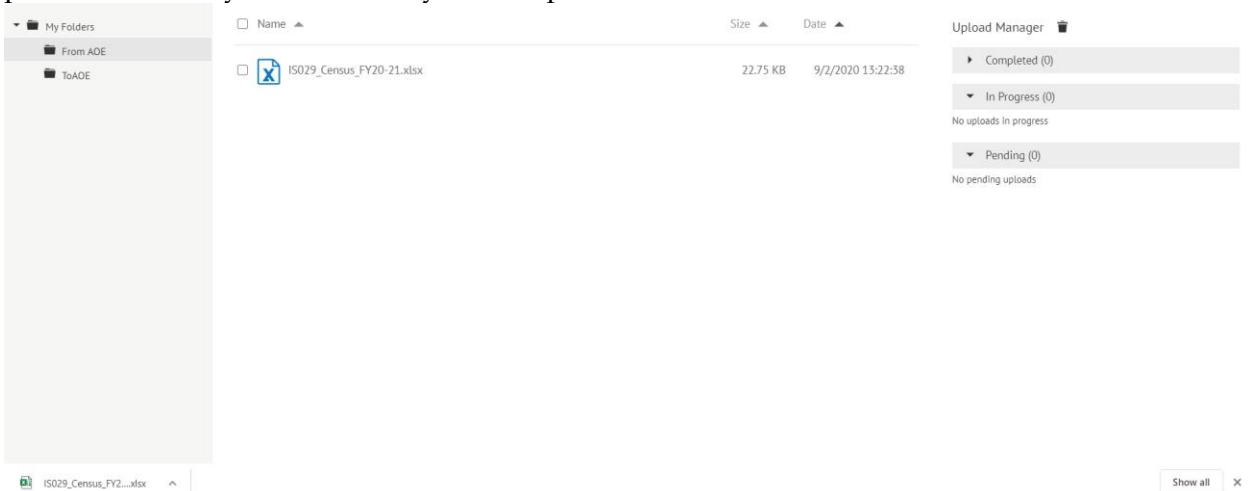 My Folders
From AOE
ToAOE
Name
Size
Date
IS029_Census_FY20-21.xlsx
22.75 KB
9/2/2020 13:22:38
Upload Manager
Completed (0)
In Progress (0)
No uploads in progress
Pending (0)
No pending uploads
IS029_Census_FY2....xlsx
Show all